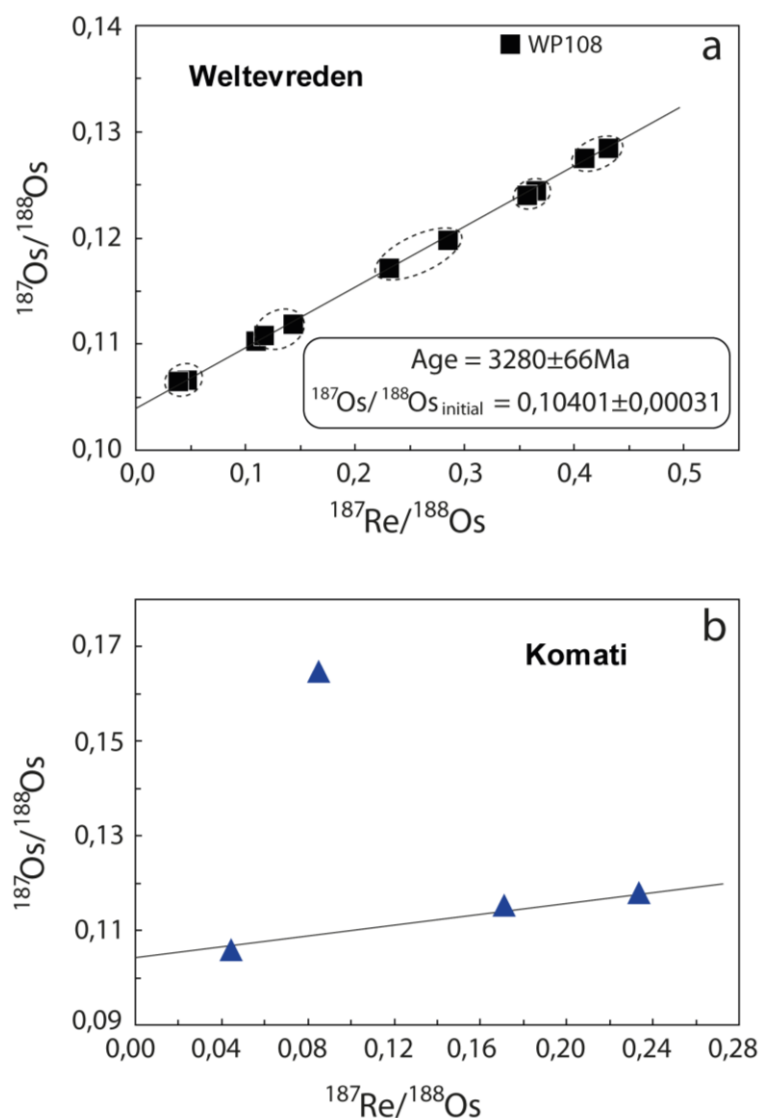 0,14
WP108
a
Weltevreden
0,13
187Os/188Os
0,12
0,11
Age = 3280±66Ma
187Os/ 188Os initial = 0,10401±0,00031
0,10
0,0 0,1 0,2 0,3 0,4 0,5
187Re/188Os
b
0,17
Komati
0,15
187Os/188Os
0,13
0,11
0,09
0,00 0,04 0,08 0,12 0,16 0,20 0,24 0,28
187Re/188Os